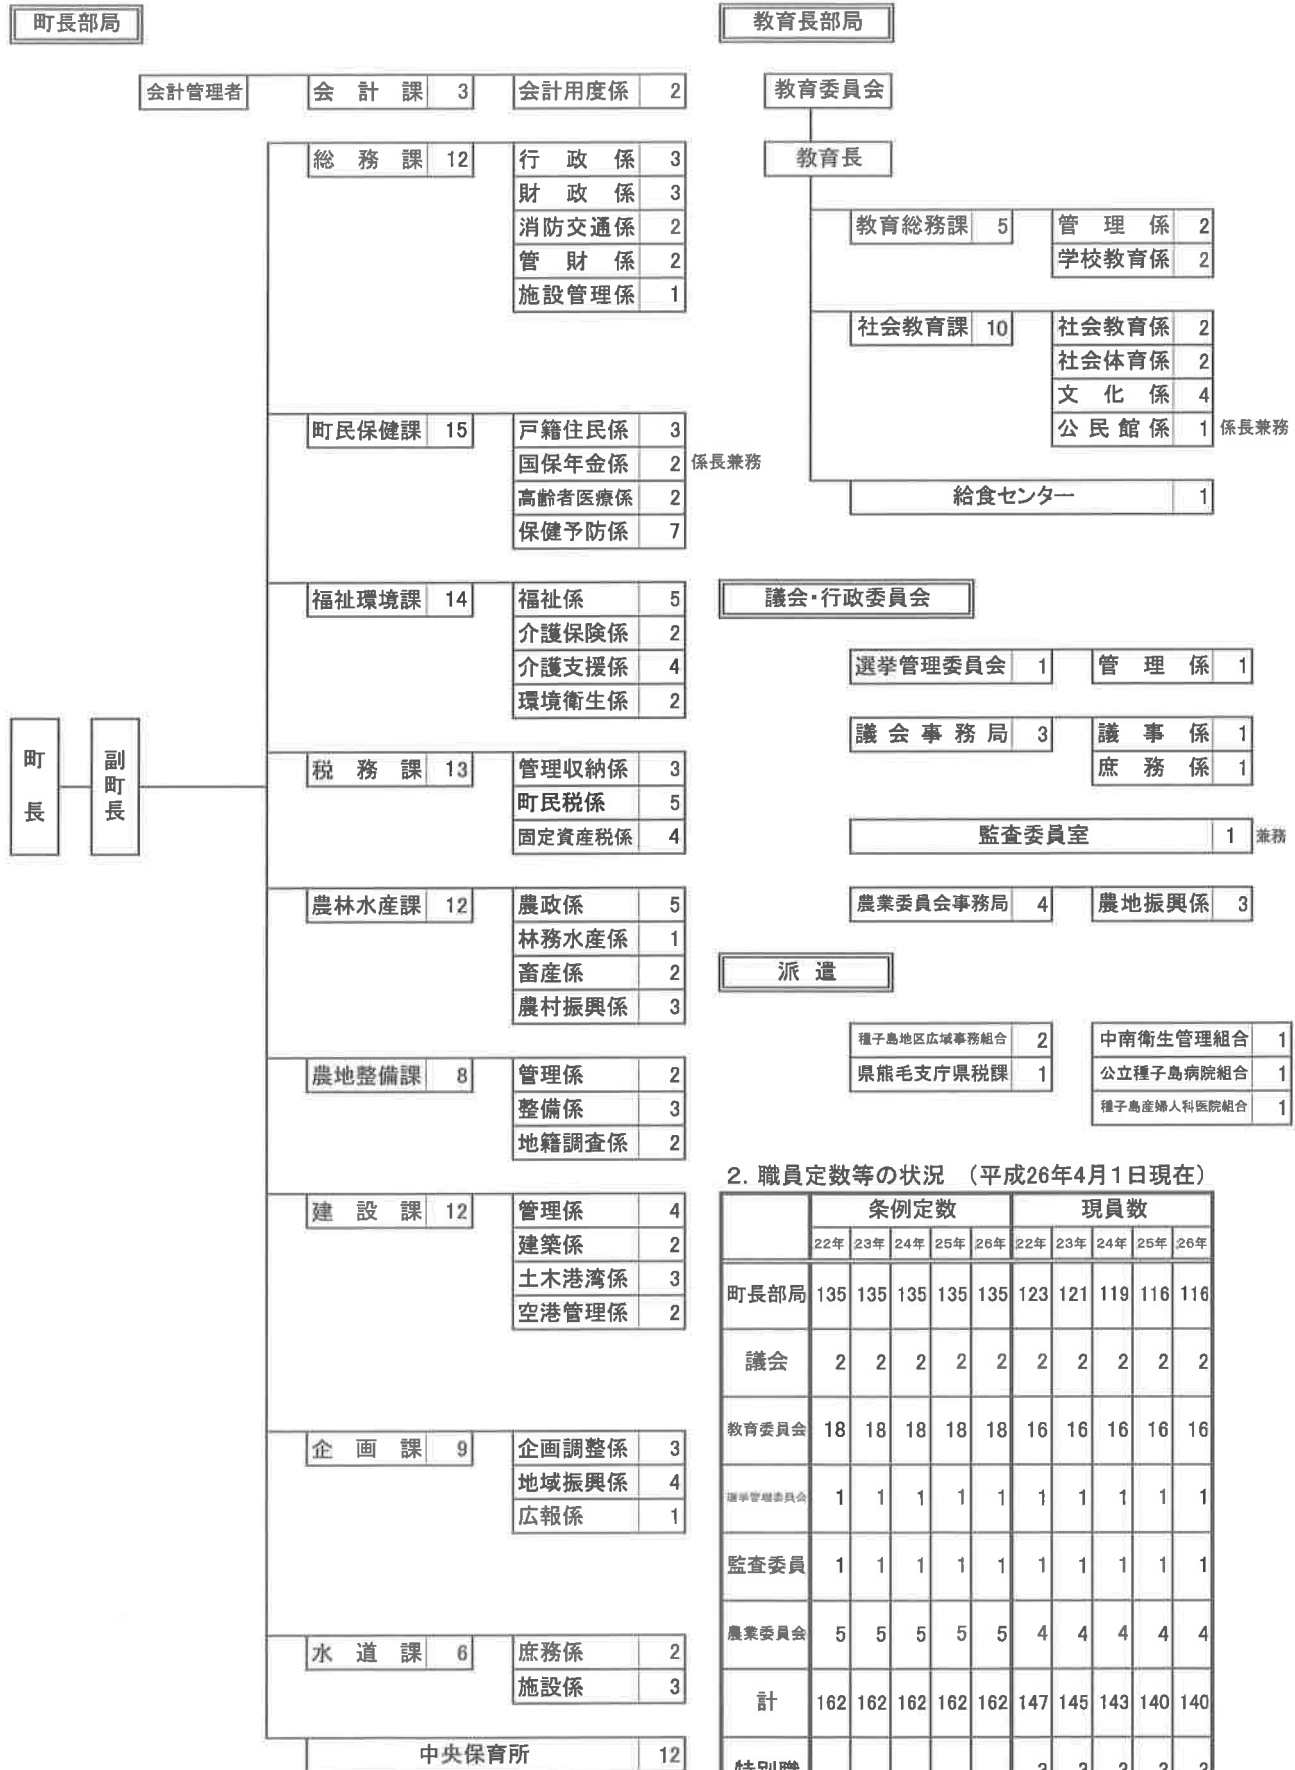 町長部局
会計管理者 会計課 3 会計用度係 2
総務課 12 行政係 3
財政係 3
消防交通係 2
管財係 2
施設管理係 1
町民保健課 15 戸籍住民係 3
国保年金係 2 係長兼務
高齢者医療係 2
保健予防係 7
福祉環境課 14 福祉係 5
介護保険係 2
介護支援係 4
環境衛生係 2
町長 副町長
税務課 13 管理収納係 3
町民税係 5
固定資産税係 4
農林水産課 12 農政係 5
林務水産係 1
畜産係 2
農村振興係 3
農地整備課 8 管理係 2
整備係 3
地籍調査係 2
建設課 12 管理係 4
建築係 2
土木港湾係 3
空港管理係 2
企画課 9 企画調整係 3
地域振興係 4
広報係 1
水道課 6 庶務係 2
施設係 3
中央保育所 12
教育長部局
教育委員会
教育長
教育総務課 5 管理係 2
学校教育係 2
社会教育課 10 社会教育係 2
社会体育係 2
文化係 4
公民館係 1 係長兼務
給食センター 1
議会・行政委員会
選挙管理委員会 1 管理係 1
議会事務局 3 議事係 1
庶務係 1
監査委員室 1 兼務
農業委員会事務局 4 農地振興係 3
派遣
種子島地区広域事務組合 2 中南衛生管理組合 1
県熊毛支庁県税課 1 公立種子島病院組合 1
種子島産婦人科医院組合 1
2. 職員定数等の状況 (平成26年4月1日現在)
条例定数 現員数
22年 23年 24年 25年 26年 22年 23年 24年 25年 26年
町長部局 135 135 135 135 135 123 121 119 116 116
議会 2 2 2 2 2 2 2 2 2 2
教育委員会 18 18 18 18 18 16 16 16 16 16
選挙管理委員会 1 1 1 1 1 1 1 1 1 1
監査委員 1 1 1 1 1 1 1 1 1 1
農業委員会 5 5 5 5 5 4 4 4 4 4
計 162 162 162 162 162 147 145 143 140 140
特別職 3 3 3 3 3